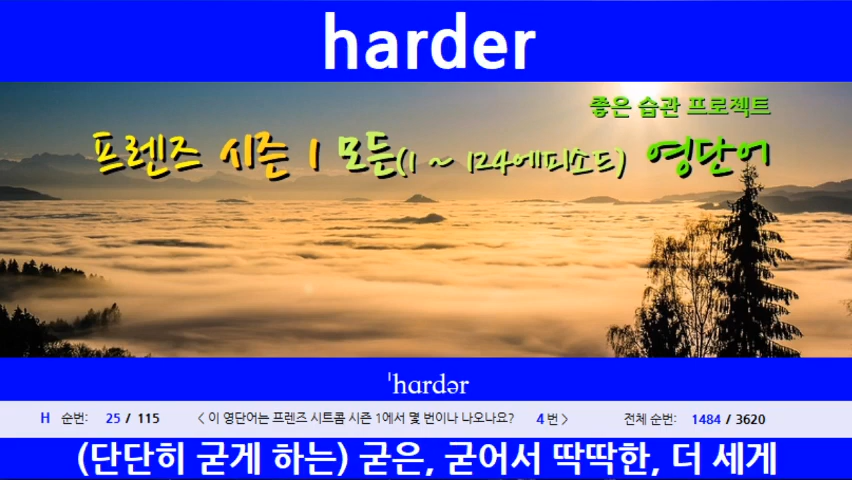 harder
좋은 습관 프로젝트
프렌즈 시즌 1 모든(1 ~ 124에피소드) 영단어
ˈhɑrdər
H 순번: 25 / 115 < 이 영단어는 프렌즈 시트콤 시즌 1에서 몇 번이나 나오나요? 4 번 > 전체 순번: 1484 / 3620
(단단히 굳게 하는) 굳은, 굳어서 딱딱한, 더 세게